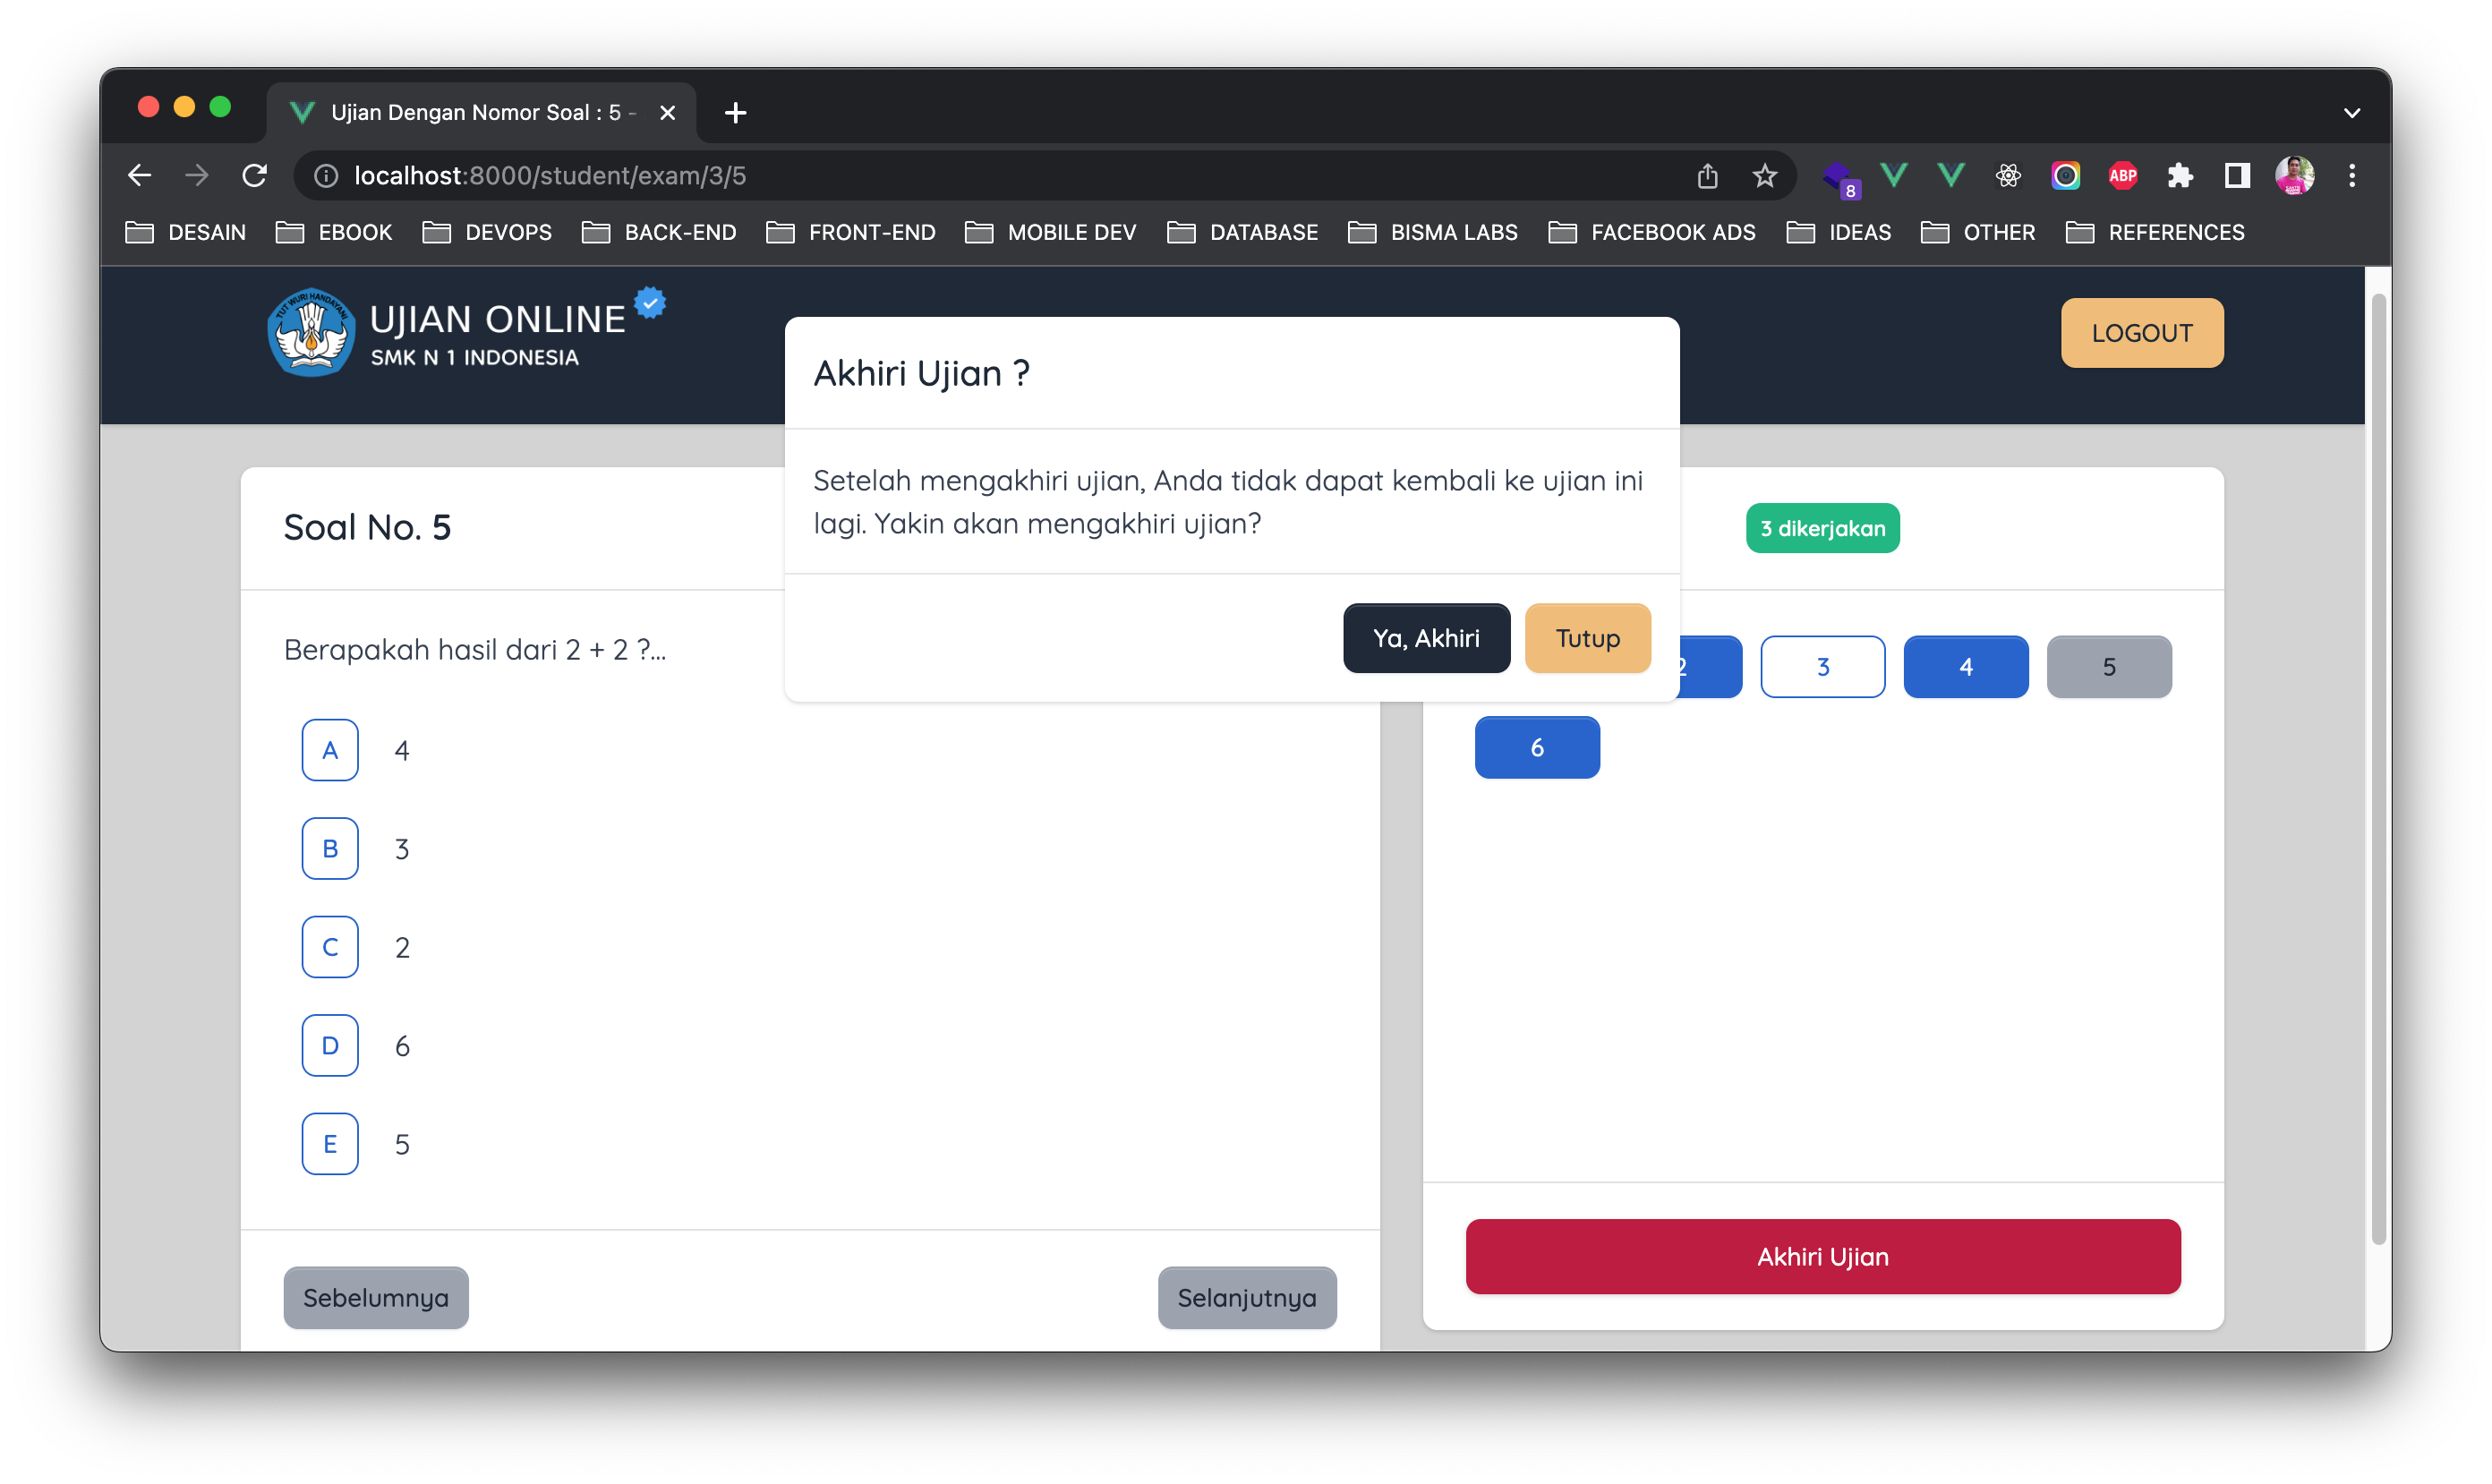 Ujian Dengan Nomor Soal : 5 -
localhost:8000/student/exam/3/5
8
ABP
DESAIN EBOOK DEVOPS BACK-END FRONT-END MOBILE DEV DATABASE BISMA LABS FACEBOOK ADS IDEAS OTHER REFERENCES
TUT WURI HANDAYANI
UJIAN ONLINE
SMK N 1 INDONESIA
LOGOUT
Akhiri Ujian ?
Setelah mengakhiri ujian, Anda tidak dapat kembali ke ujian ini
lagi. Yakin akan mengakhiri ujian?
Ya, Akhiri Tutup
Soal No. 5
Berapakah hasil dari 2 + 2 ?...
A 4
B 3
C 2
D 6
E 5
Sebelumnya Selanjutnya
3 dikerjakan
2 3 4 5
6
Akhiri Ujian